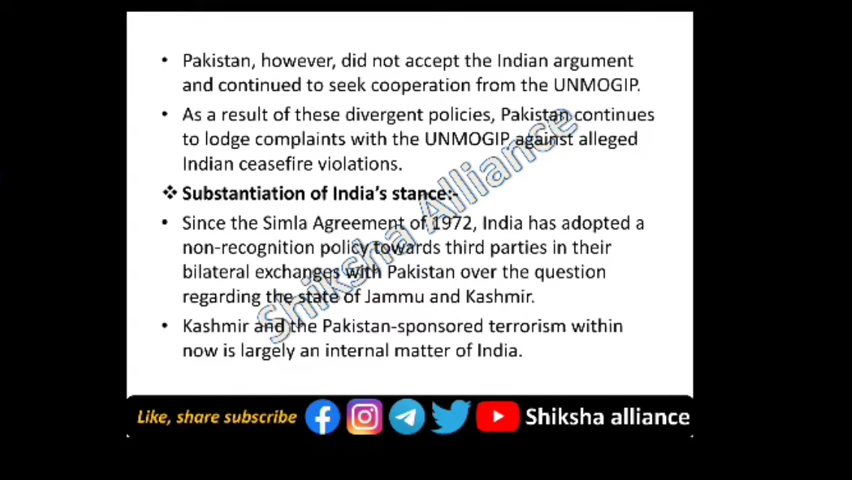 • Pakistan, however, did not accept the Indian argument
and continued to seek cooperation from the UNMOGIP.
• As a result of these divergent policies, Pakistan continues
to lodge complaints with the UNMOGIP against alleged
Indian ceasefire violations.
❖ Substantiation of India's stance:-
• Since the Simla Agreement of 1972, India has adopted a
non-recognition policy towards third parties in their
bilateral exchanges with Pakistan over the question
regarding the state of Jammu and Kashmir.
• Kashmir and the Pakistan-sponsored terrorism within
now is largely an internal matter of India.
Shiksha Alliance
Like, share subscribe Shiksha alliance